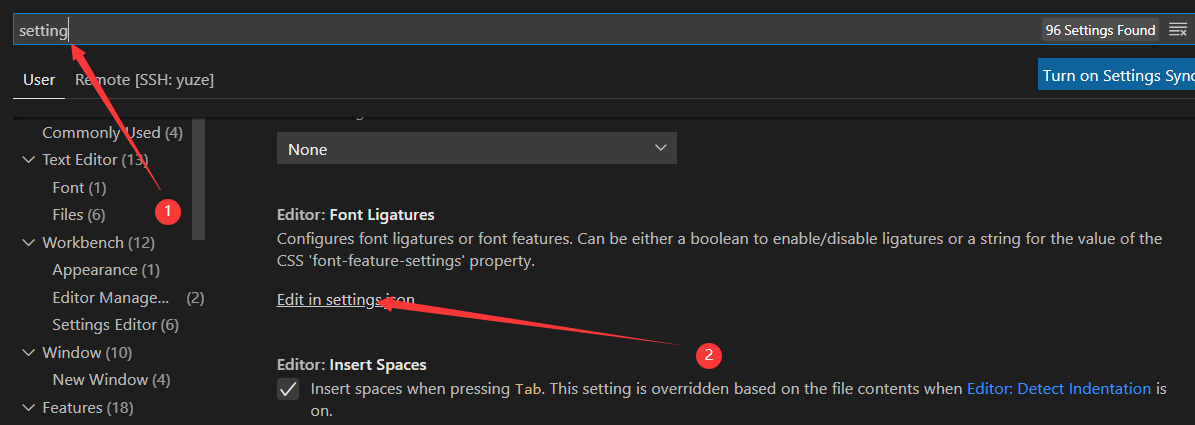 setting
96 Settings Found
User
Remote [SSH: yuze]
Turn on Settings Sync
Commonly Used (4)
Text Editor (13)
Font (1)
Files (6)
Workbench (12)
Appearance (1)
Editor Manage... (2)
Settings Editor (6)
Window (10)
New Window (4)
Features (18)
None
1
Editor: Font Ligatures
Configures font ligatures or font features. Can be either a boolean to enable/disable ligatures or a string for the value of the
CSS 'font-feature-settings' property.
Edit in settings.json
2
Editor: Insert Spaces
Insert spaces when pressing Tab. This setting is overridden based on the file contents when Editor: Detect Indentation is
on.